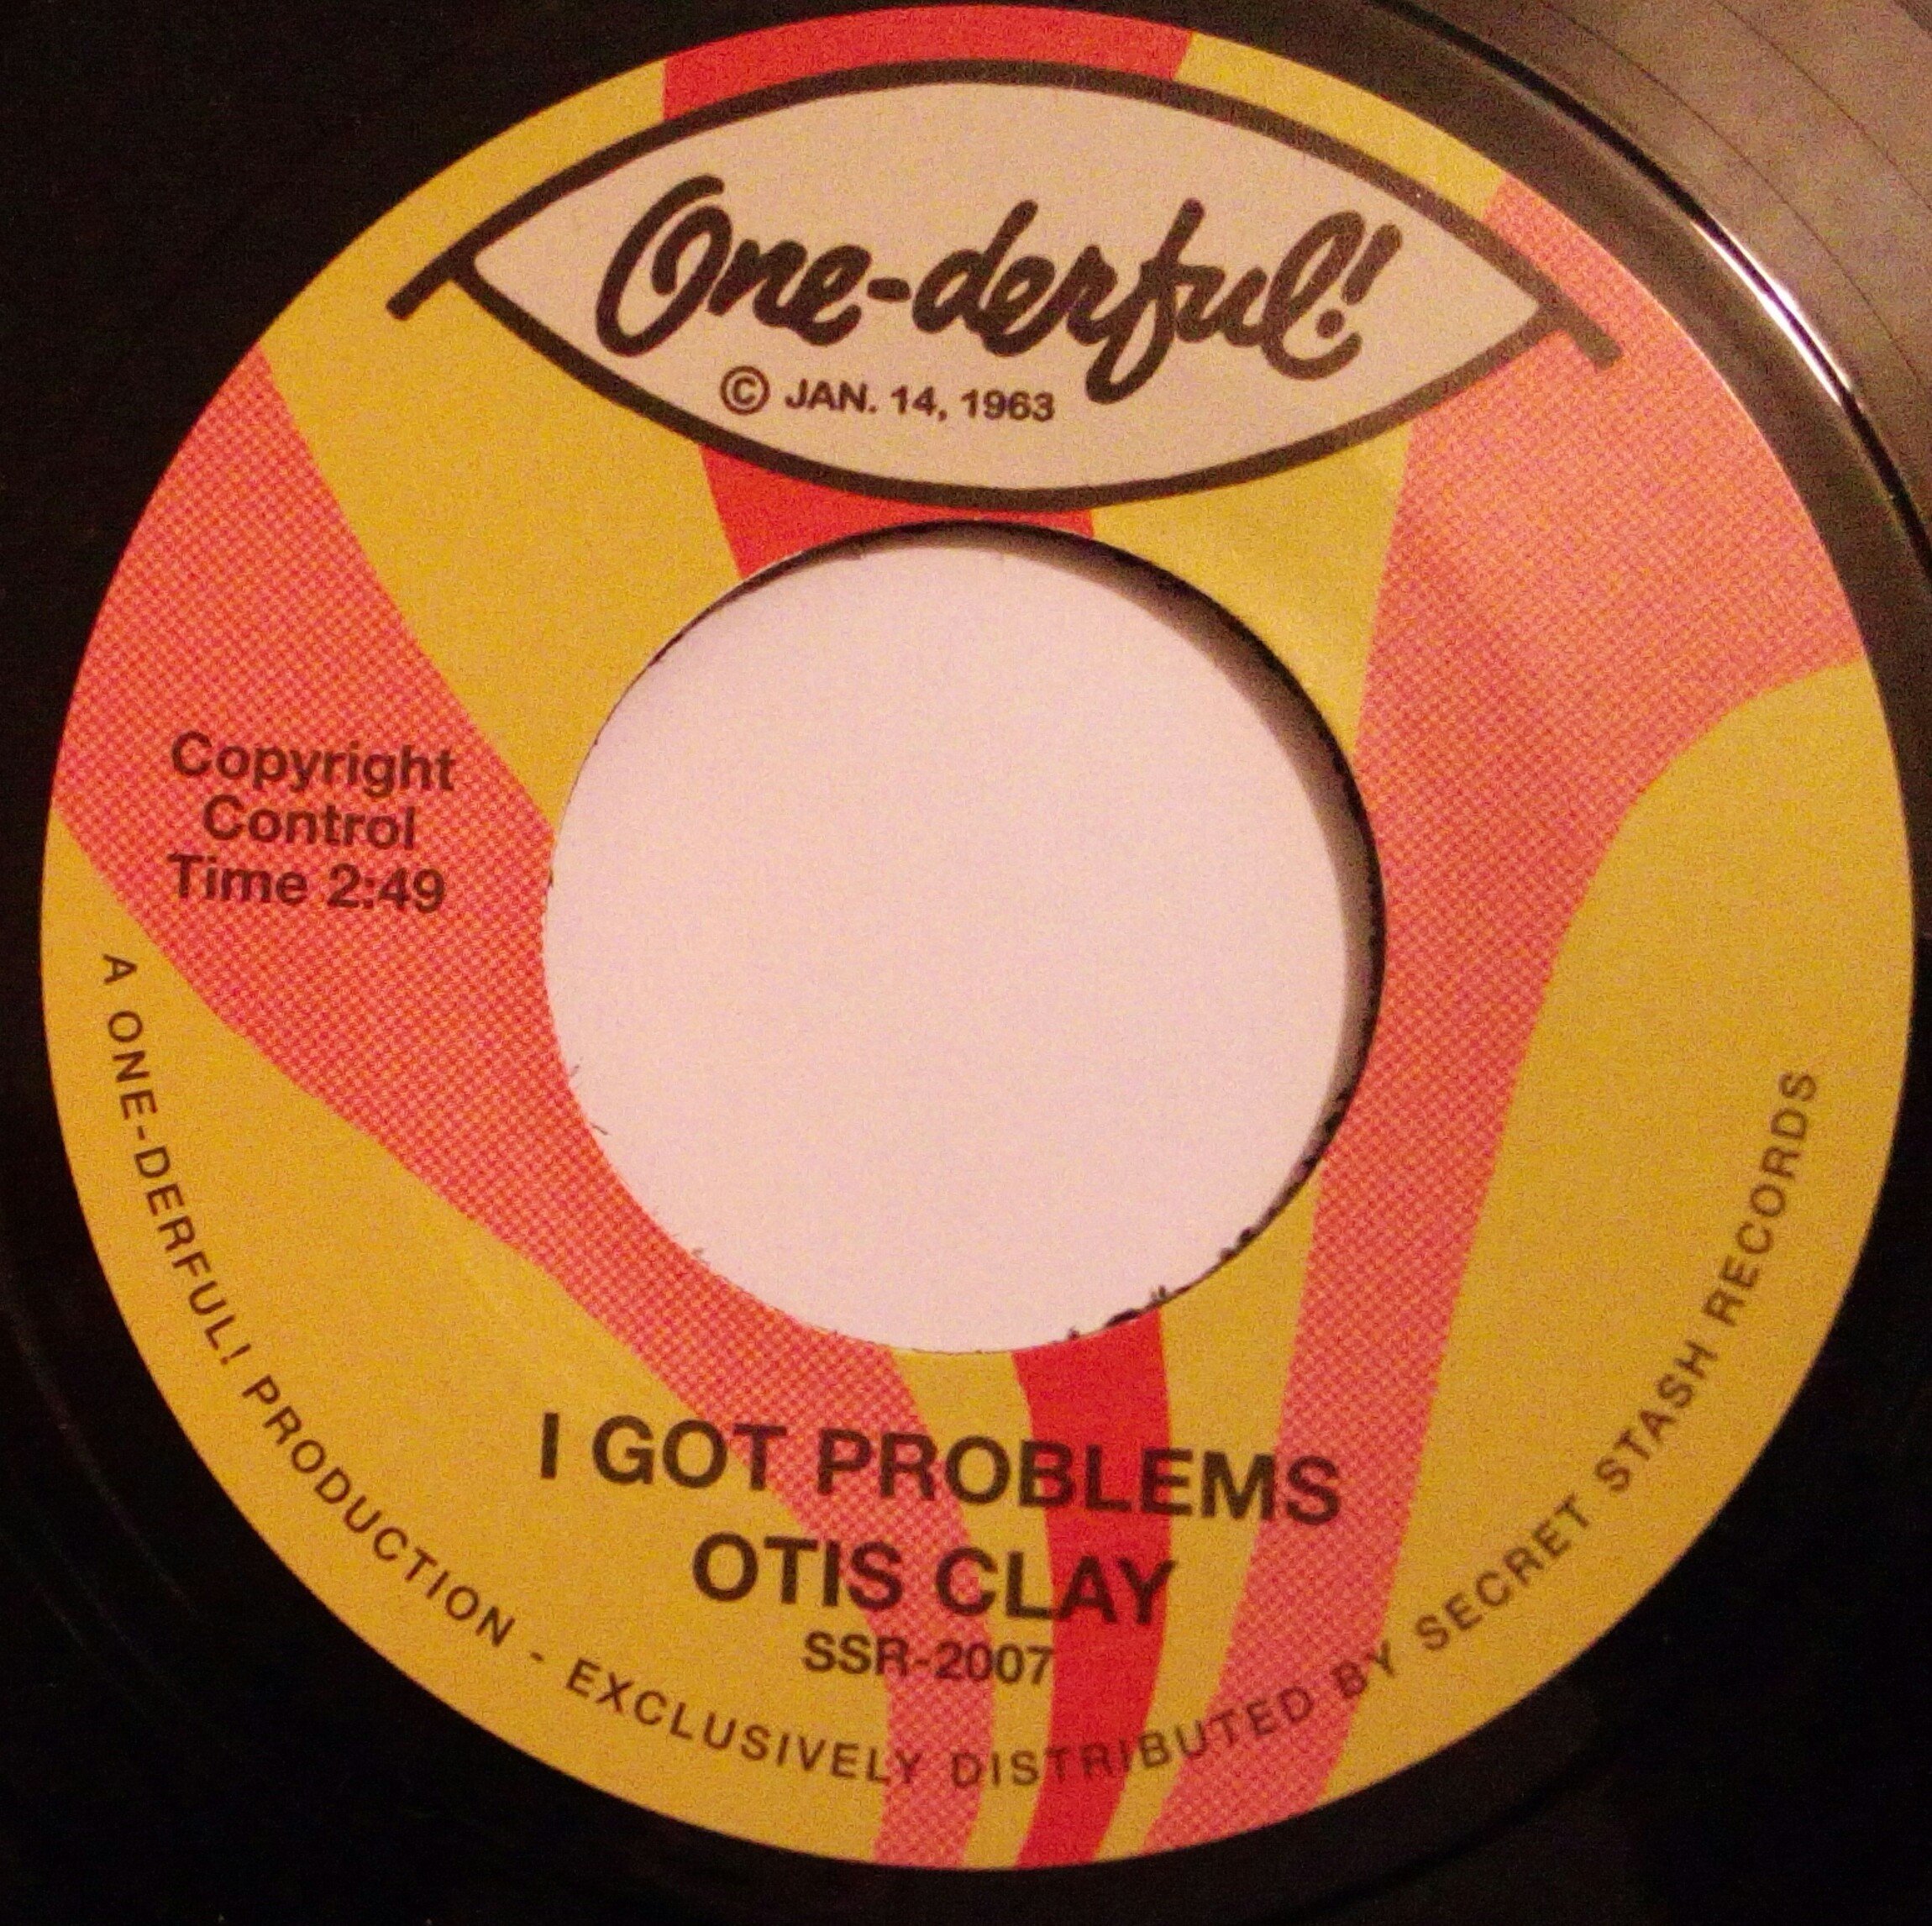 One-derful!
© JAN. 14, 1963
Copyright
Control
Time 2:49
I GOT PROBLEMS
OTIS CLAY
SSR-2007
A ONE-DERFUL! PRODUCTION - EXCLUSIVELY DISTRIBUTED BY SECRET STASH RECORDS